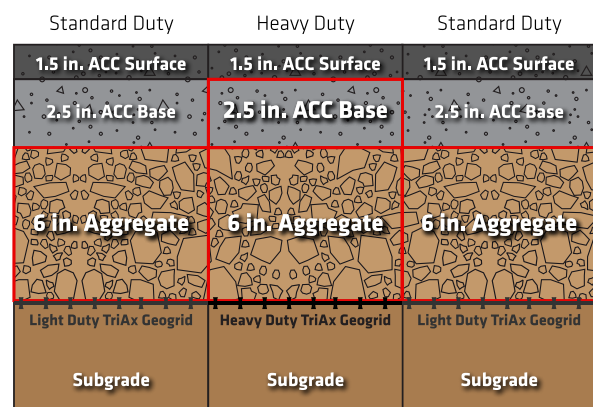 Standard Duty Heavy Duty Standard Duty
1.5 in. ACC Surface 1.5 in. ACC Surface 1.5 in. ACC Surface
2.5 in. ACC Base 2.5 in. ACC Base 2.5 in. ACC Base
6 in. Aggregate 6 in. Aggregate 6 in. Aggregate
Light Duty TriAx Geogrid Heavy Duty TriAx Geogrid Light Duty TriAx Geogrid
Subgrade Subgrade Subgrade